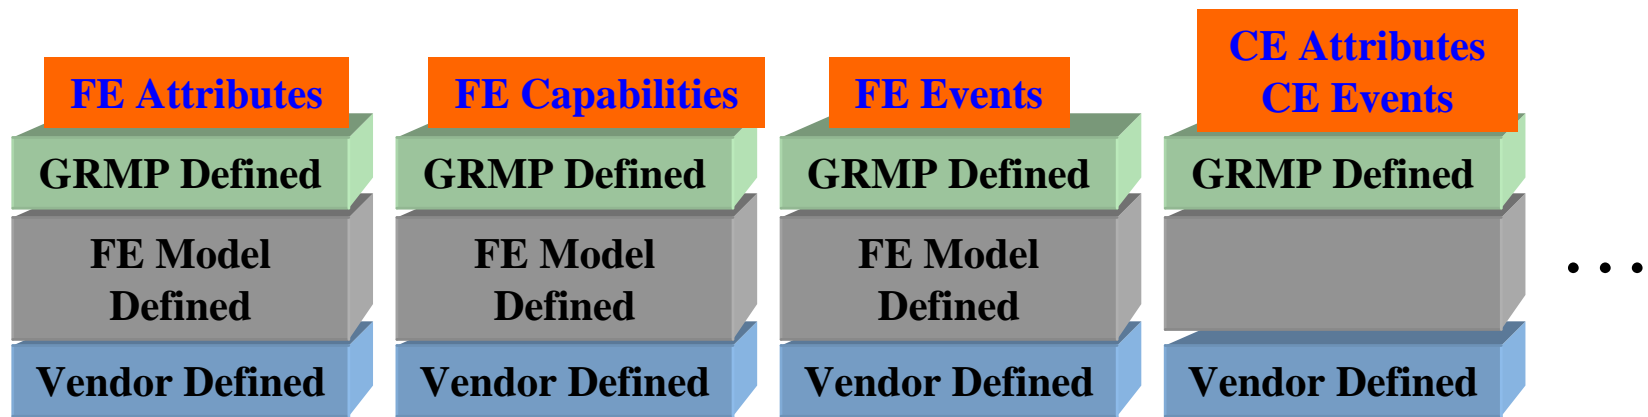 FE Attributes
GRMP Defined
FE Model
Defined
Vendor Defined
FE Capabilities
GRMP Defined
FE Model
Defined
Vendor Defined
FE Events
GRMP Defined
FE Model
Defined
Vendor Defined
CE Attributes
CE Events
GRMP Defined
Vendor Defined
. . .